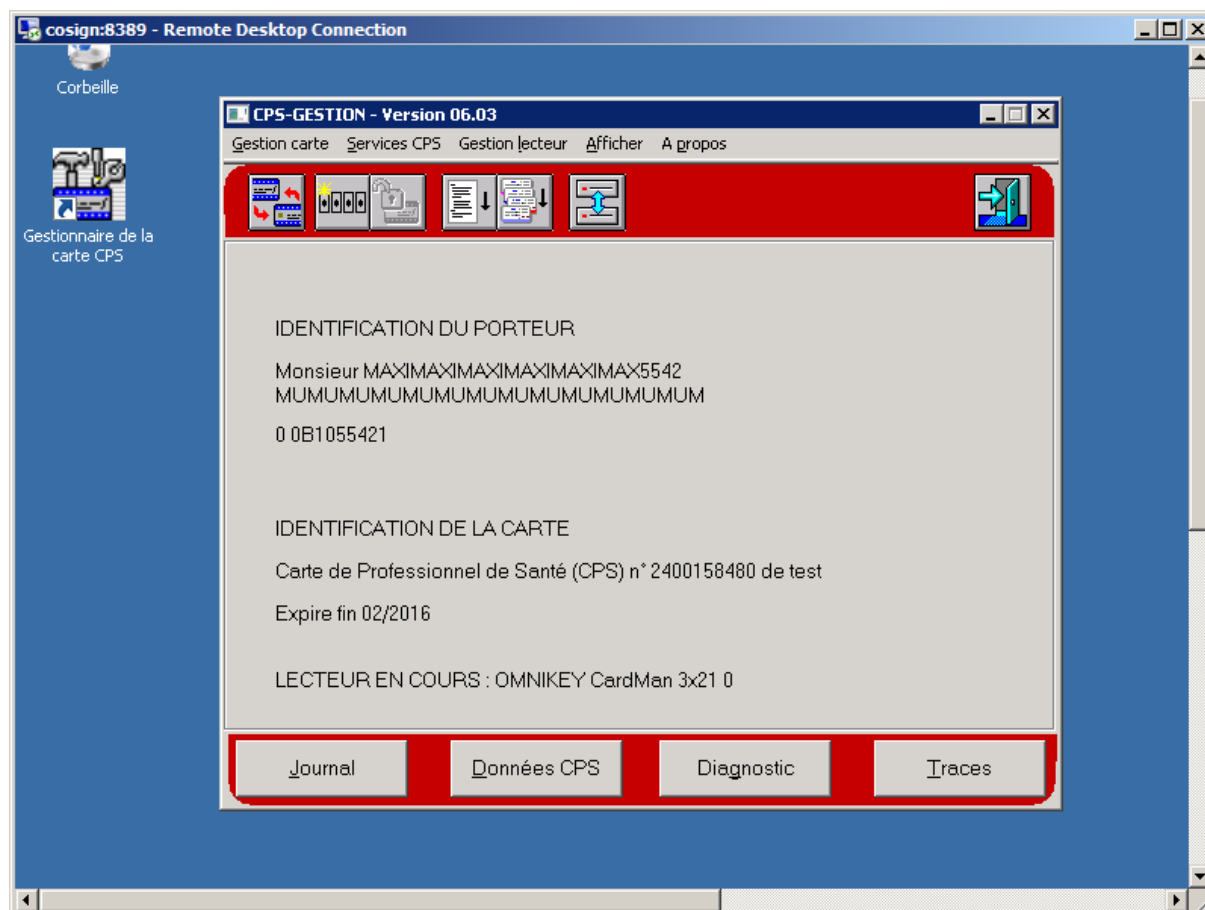 cosign:8389 - Remote Desktop Connection
Corbeille
Gestionnaire de la
carte CPS
CPS-GESTION - Version 06.03
Gestion carte Services CPS Gestion lecteur Afficher A propos
IDENTIFICATION DU PORTEUR
Monsieur MAXIMAXIMAXIMAXIMAXIMAX5542
MUMUMUMUMUMUMUMUMUMUMUMUMUM
0 0B1055421
IDENTIFICATION DE LA CARTE
Carte de Professionnel de Santé (CPS) n° 2400158480 de test
Expire fin 02/2016
LECTEUR EN COURS : OMNIKEY CardMan 3x21 0
Journal Données CPS Diagnostic Traces